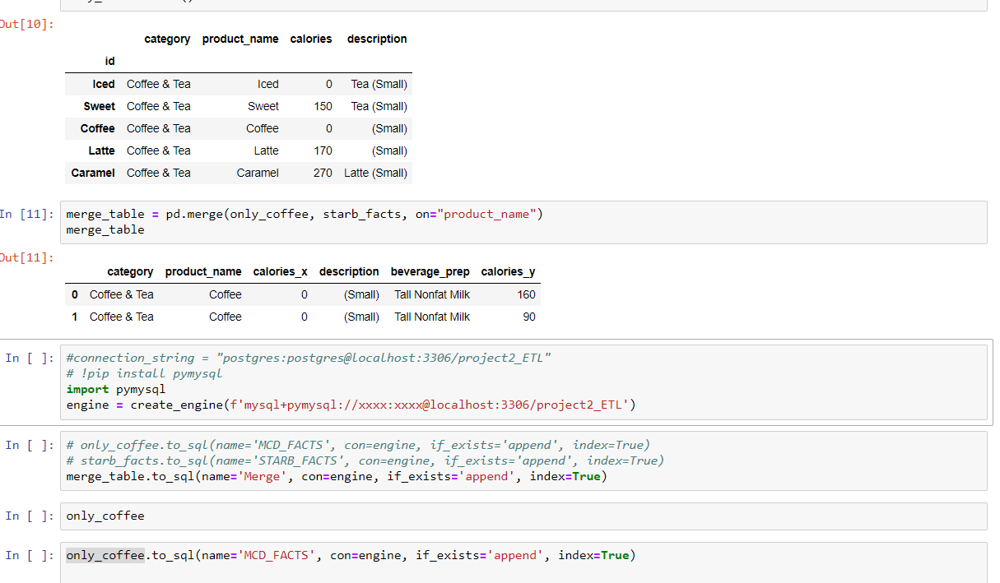 Out[10]:
category product_name calories description
id
Iced Coffee & Tea Iced 0 Tea (Small)
Sweet Coffee & Tea Sweet 150 Tea (Small)
Coffee Coffee & Tea Coffee 0 (Small)
Latte Coffee & Tea Latte 170 (Small)
Caramel Coffee & Tea Caramel 270 Latte (Small)
In [11]: merge_table = pd.merge(only_coffee, starb_facts, on="product_name")
merge_table
Out[11]:
category product_name calories_x description beverage_prep calories_y
0 Coffee & Tea Coffee 0 (Small) Tall Nonfat Milk 160
1 Coffee & Tea Coffee 0 (Small) Tall Nonfat Milk 90
In [ ]: #connection_string = "postgres:postgres@localhost:3306/project2_ETL"
# !pip install pymysql
import pymysql
engine = create_engine(f'mysql+pymysql://xxxx:xxxx@localhost:3306/project2_ETL')
In [ ]: # only_coffee.to_sql(name='MCD_FACTS', con=engine, if_exists='append', index=True)
# starb_facts.to_sql(name='STARB_FACTS', con=engine, if_exists='append', index=True)
merge_table.to_sql(name='Merge', con=engine, if_exists='append', index=True)
In [ ]: only_coffee
In [ ]: only_coffee.to_sql(name='MCD_FACTS', con=engine, if_exists='append', index=True)